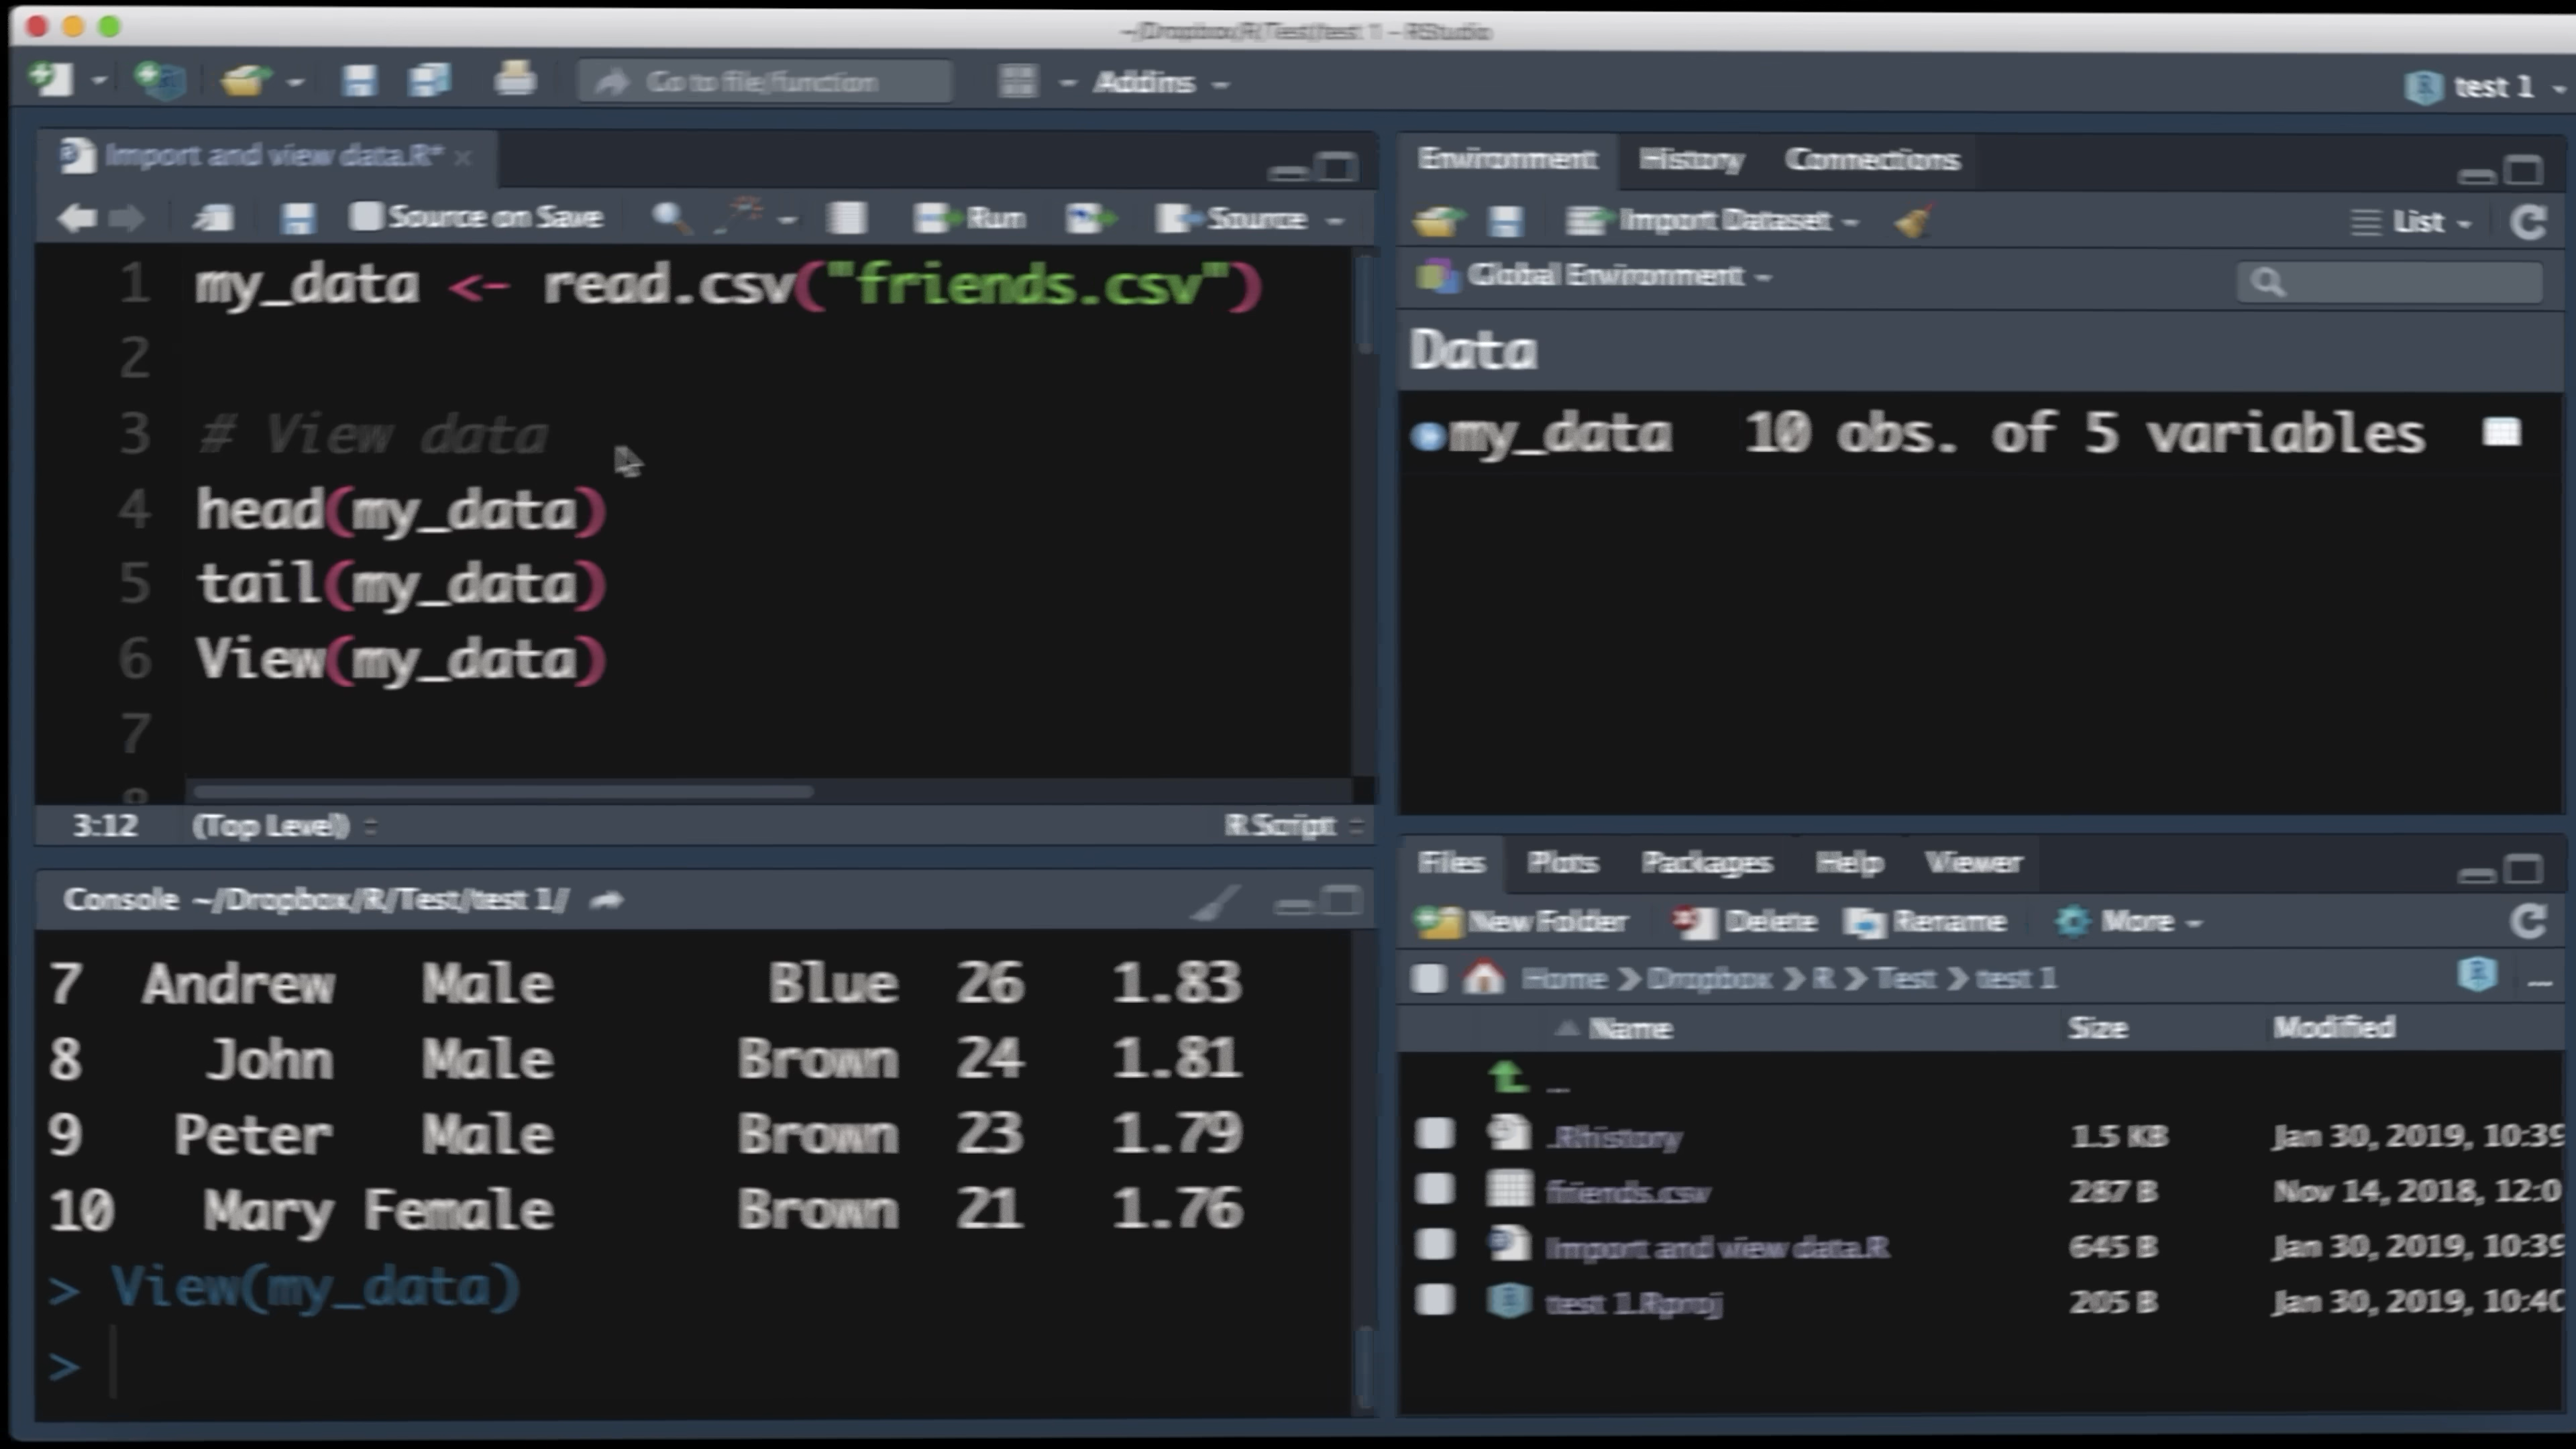 ~/Dropbox/R/Test/test 1 - RStudio
Go to file/function
Addins
test 1
Import and view data.R*
Source on Save
Run
Source
1 my_data <- read.csv("friends.csv")
2
3 # View data
4 head(my_data)
5 tail(my_data)
6 View(my_data)
7
8
3:12 (Top Level) R Script
Console ~/Dropbox/R/Test/test 1/
7 Andrew Male Blue 26 1.83
8 John Male Brown 24 1.81
9 Peter Male Brown 23 1.79
10 Mary Female Brown 21 1.76
> View(my_data)
>
Environment History Connections
Import Dataset
List
Global Environment
Data
my_data 10 obs. of 5 variables
Files Plots Packages Help Viewer
New Folder Delete Rename More
Home > Dropbox > R > Test > test 1
Name Size Modified
..
.Rhistory 1.5 KB Jan 30, 2019, 10:39
friends.csv 287 B Nov 14, 2018, 12:0
Import and view data.R 645 B Jan 30, 2019, 10:39
test 1.Rproj 205 B Jan 30, 2019, 10:40